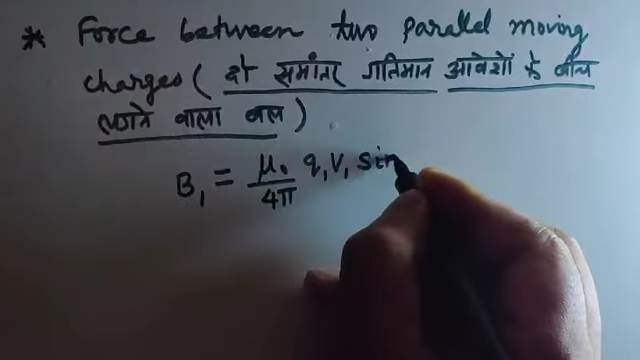 * Force between two parallel moving
charges ( दो समांतर गतिमान आवेशों के बीच
लगने वाला बल )
B₁ = μ₀/4π q₁V₁ Sin